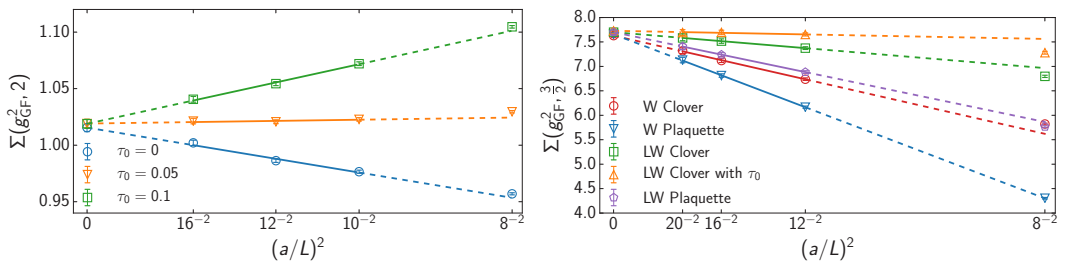 1.10
1.05
1.00
0.95
Σ(g²_GF, 2)
τ₀ = 0
τ₀ = 0.05
τ₀ = 0.1
0
16⁻²
12⁻²
10⁻²
8⁻²
(a/L)²
8.0
7.5
7.0
6.5
6.0
5.5
5.0
4.5
4.0
Σ(g²_GF, 3/2)
W Clover
W Plaquette
LW Clover
LW Clover with τ₀
LW Plaquette
0
20⁻²
16⁻²
12⁻²
8⁻²
(a/L)²